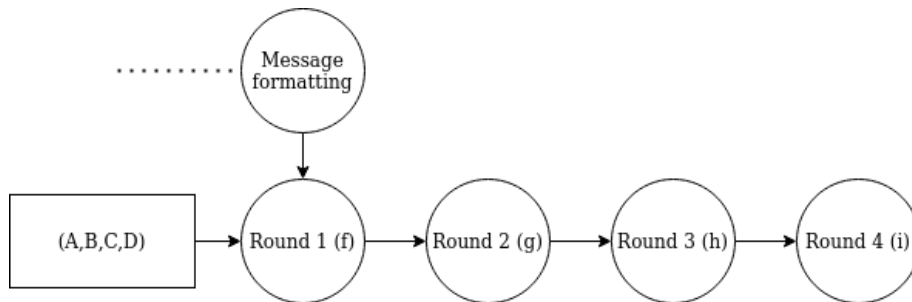 Message
formatting
(A,B,C,D)
Round 1 (f)
Round 2 (g)
Round 3 (h)
Round 4 (i)